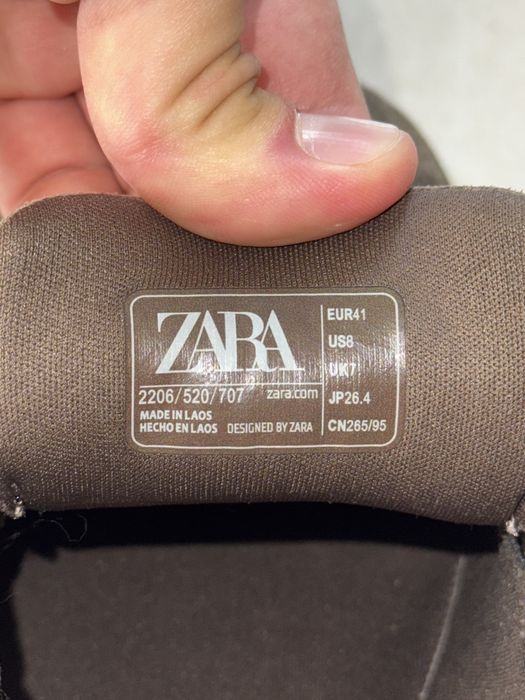 ZARA
2206/520/707 zara.com
MADE IN LAOS
HECHO EN LAOS DESIGNED BY ZARA
EUR41
US8
UK7
JP26.4
CN265/95